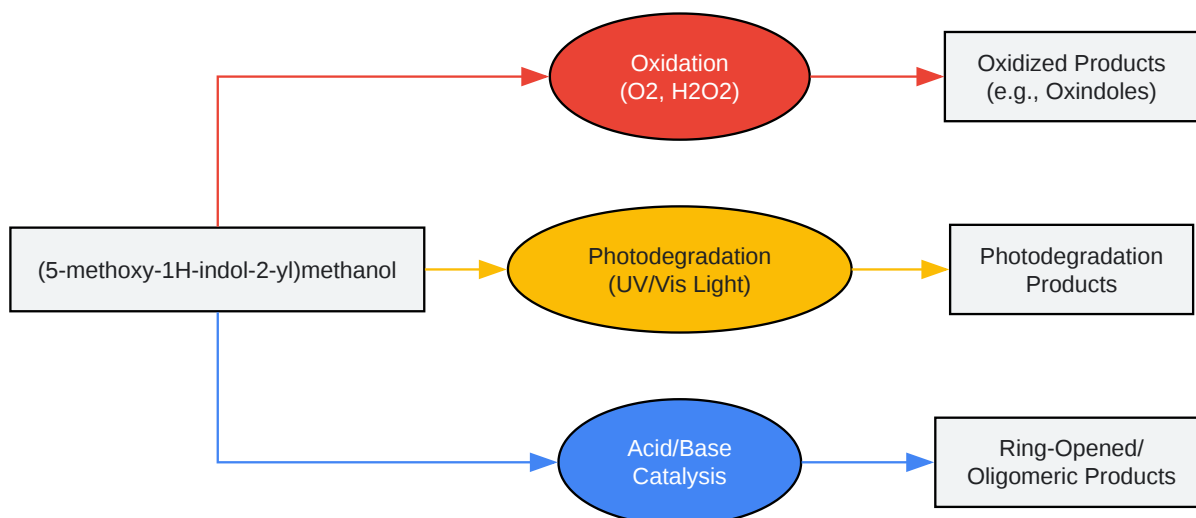 Oxidation
(O2, H2O2)
Oxidized Products
(e.g., Oxindoles)
(5-methoxy-1H-indol-2-yl)methanol
Photodegradation
(UV/Vis Light)
Photodegradation
Products
Acid/Base
Catalysis
Ring-Opened/
Oligomeric Products